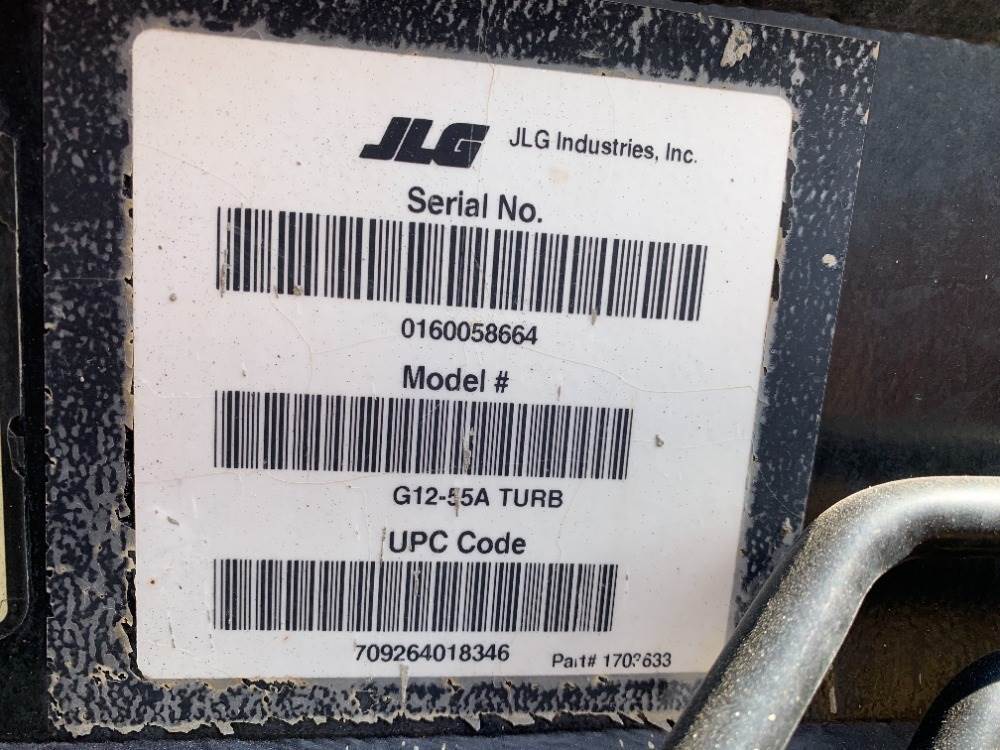 JLG JLG Industries, Inc.
Serial No.
0160058664
Model #
G12-55A TURB
UPC Code
709264018346 Part#